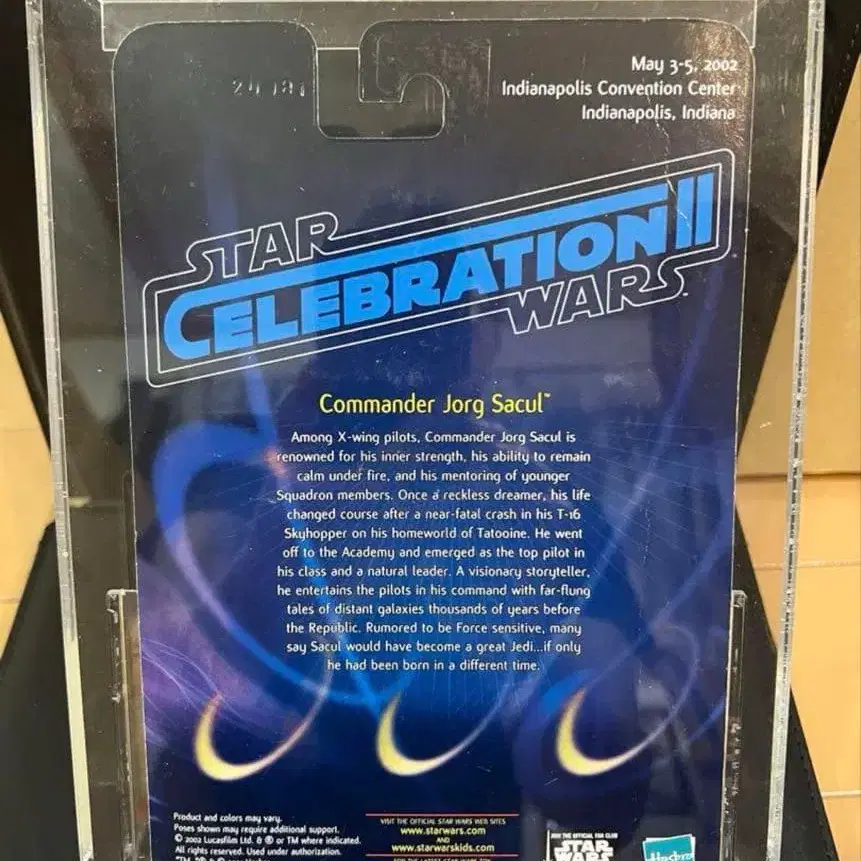 May 3-5, 2002
Indianapolis Convention Center
Indianapolis, Indiana
STAR
CELEBRATION II
WARS
Commander Jorg Sacul™
Among X-wing pilots, Commander Jorg Sacul is
renowned for his inner strength, his ability to remain
calm under fire, and his mentoring of younger
Squadron members. Once a reckless dreamer, his life
changed course after a near-fatal crash in his T-16
Skyhopper on his homeworld of Tatooine. He went
off to the Academy and emerged as the top pilot in
his class and a natural leader. A visionary storyteller,
he entertains the pilots in his command with far-flung
tales of distant galaxies thousands of years before
the Republic. Rumored to be Force sensitive, many
say Sacul would have become a great Jedi...if only
he had been born in a different time.
Product and colors may vary.
Poses shown may require additional support.
© 2002 Lucasfilm Ltd. & ® or TM where indicated.
All rights reserved. Used under authorization.
VISIT THE OFFICIAL STAR WARS WEB SITES
www.starwars.com
AND
www.starwarskids.com
JOIN THE OFFICIAL FAN CLUB
STAR
WARS
Hasbro